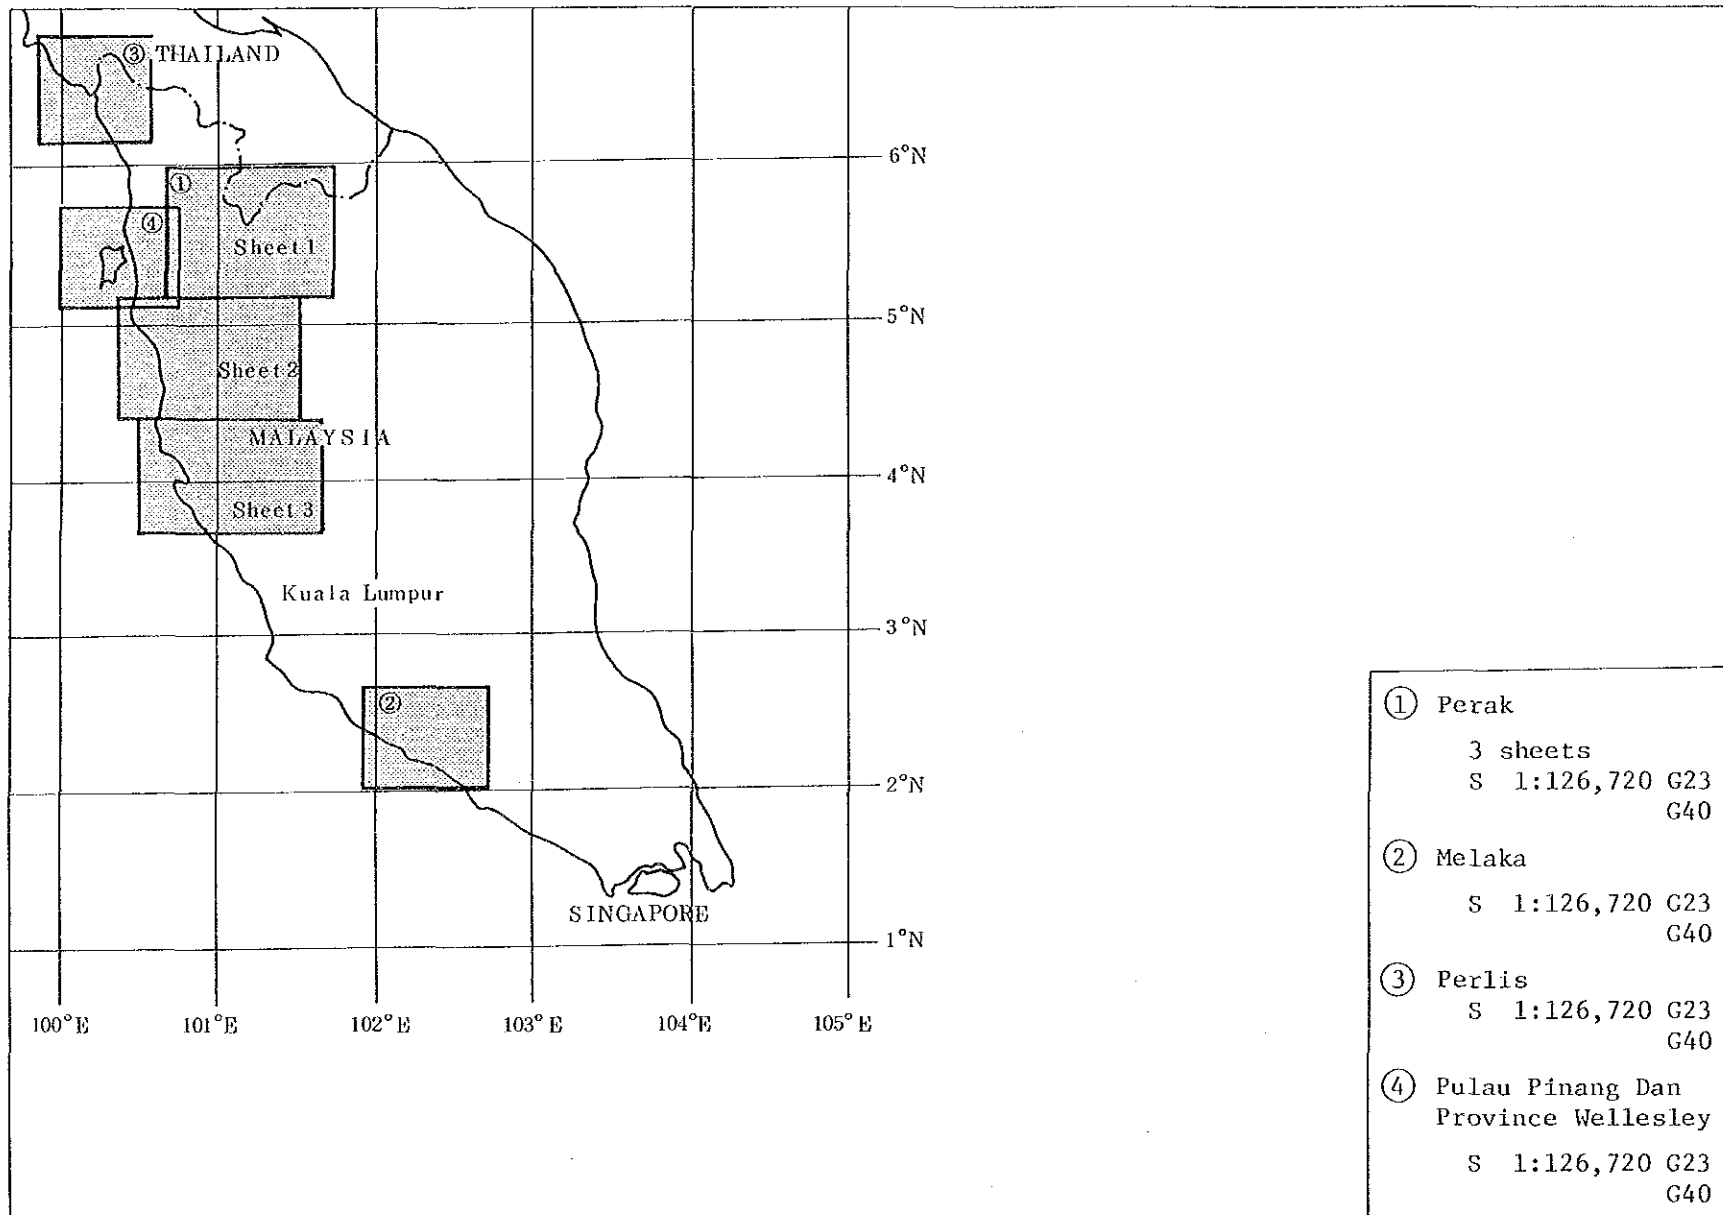 ③ THAILAND
6°N
①
④
Sheet 1
5°N
Sheet 2
MALAYSIA
4°N
Sheet 3
Kuala Lumpur
3°N
②
2°N
SINGAPORE
1°N
100°E 101°E 102°E 103°E 104°E 105°E
① Perak
3 sheets
S 1:126,720 G23
G40
② Melaka
S 1:126,720 G23
G40
③ Perlis
S 1:126,720 G23
G40
④ Pulau Pinang Dan
Province Wellesley
S 1:126,720 G23
G40